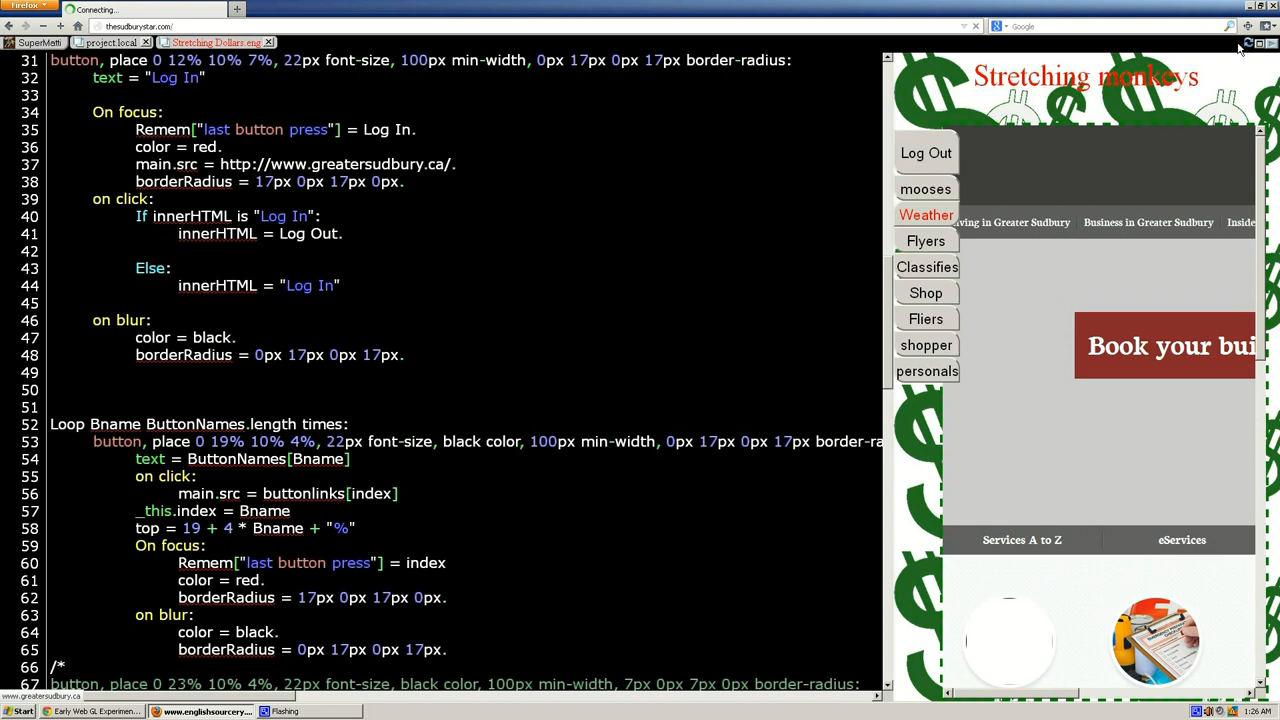 Firefox
Connecting...
thesudburystar.com/
Google
SuperMatti
project.local
Stretching Dollars.eng
31 button, place 0 12% 10% 7%, 22px font-size, 100px min-width, 0px 17px 0px 17px border-radius:
32 text = "Log In"
33
34 On focus:
35 Remem["last button press"] = Log In.
36 color = red.
37 main.src = http://www.greatersudbury.ca/.
38 borderRadius = 17px 0px 17px 0px.
39 on click:
40 If innerHTML is "Log In":
41 innerHTML = Log Out.
42
43 Else:
44 innerHTML = "Log In"
45
46 on blur:
47 color = black.
48 borderRadius = 0px 17px 0px 17px.
49
50
51
52 Loop Bname ButtonNames.length times:
53 button, place 0 19% 10% 4%, 22px font-size, black color, 100px min-width, 0px 17px 0px 17px border-ra
54 text = ButtonNames[Bname]
55 on click:
56 main.src = buttonlinks[index]
57 _this.index = Bname
58 top = 19 + 4 * Bname + "%"
59 On focus:
60 Remem["last button press"] = index
61 color = red.
62 borderRadius = 17px 0px 17px 0px.
63 on blur:
64 color = black.
65 borderRadius = 0px 17px 0px 17px.
66 /*
67 button, place 0 23% 10% 4%, 22px font-size, black color, 100px min-width, 7px 0px 7px 0px border-radius:
Stretching monkeys
Log Out
mooses
Weather
Flyers
Classifies
Shop
Fliers
shopper
personals
ving in Greater Sudbury
Business in Greater Sudbury
Inside
Book your bui
Services A to Z
eServices
www.greatersudbury.ca
Start
Early Web GL Experimen...
www.englishsourcery....
Flashing
1:26 AM